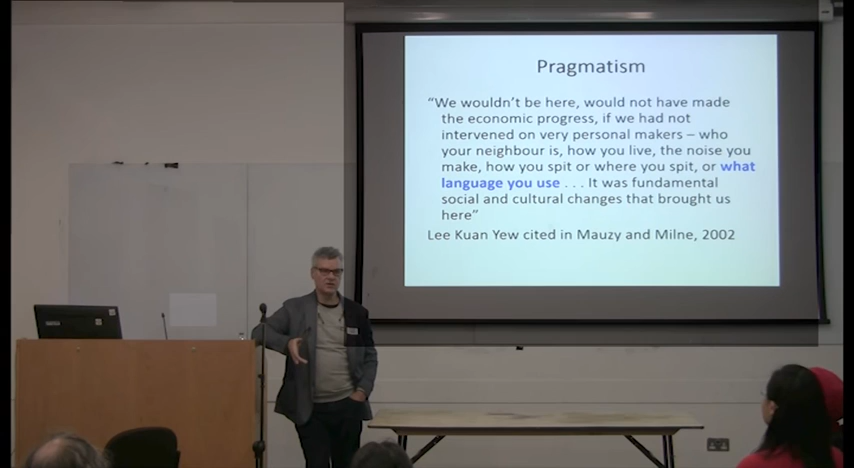 Pragmatism
“We wouldn’t be here, would not have made
the economic progress, if we had not
intervened on very personal makers – who
your neighbour is, how you live, the noise you
make, how you spit or where you spit, or what
language you use . . . It was fundamental
social and cultural changes that brought us
here”
Lee Kuan Yew cited in Mauzy and Milne, 2002